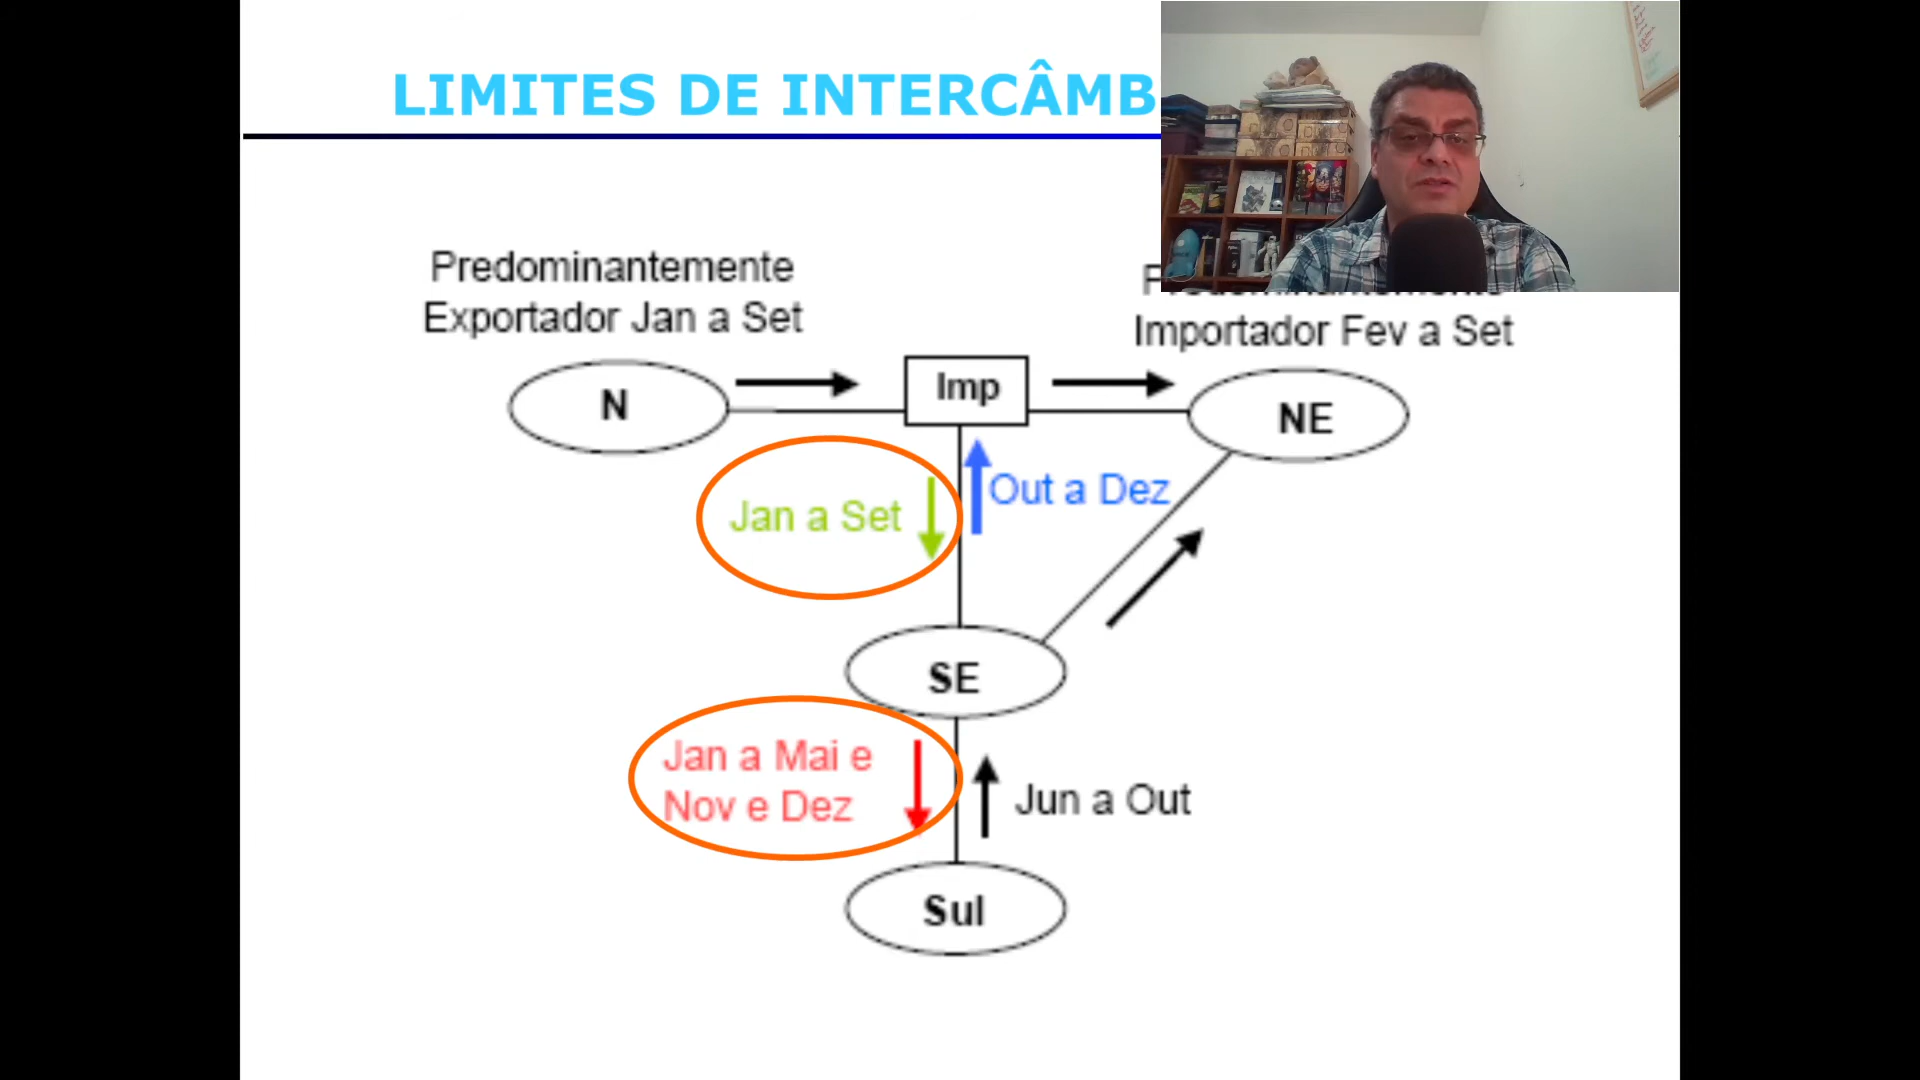 LIMITES DE INTERCÂMB
Predominantemente
Exportador Jan a Set
Importador Fev a Set
N
Imp
NE
Jan a Set
Out a Dez
SE
Jan a Mai e
Nov e Dez
Jun a Out
Sul